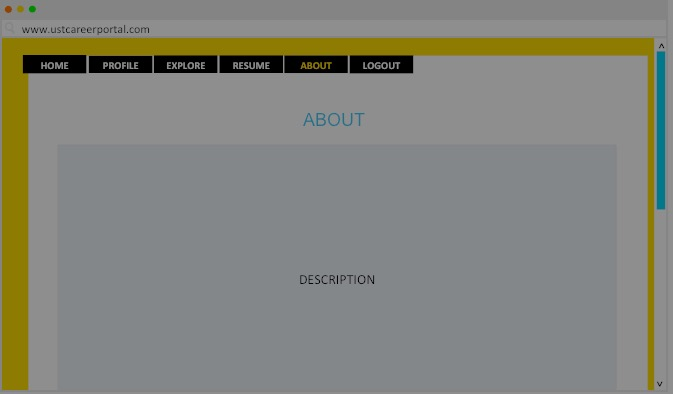 www.ustcareerportal.com
HOME PROFILE EXPLORE RESUME ABOUT LOGOUT
ABOUT
DESCRIPTION